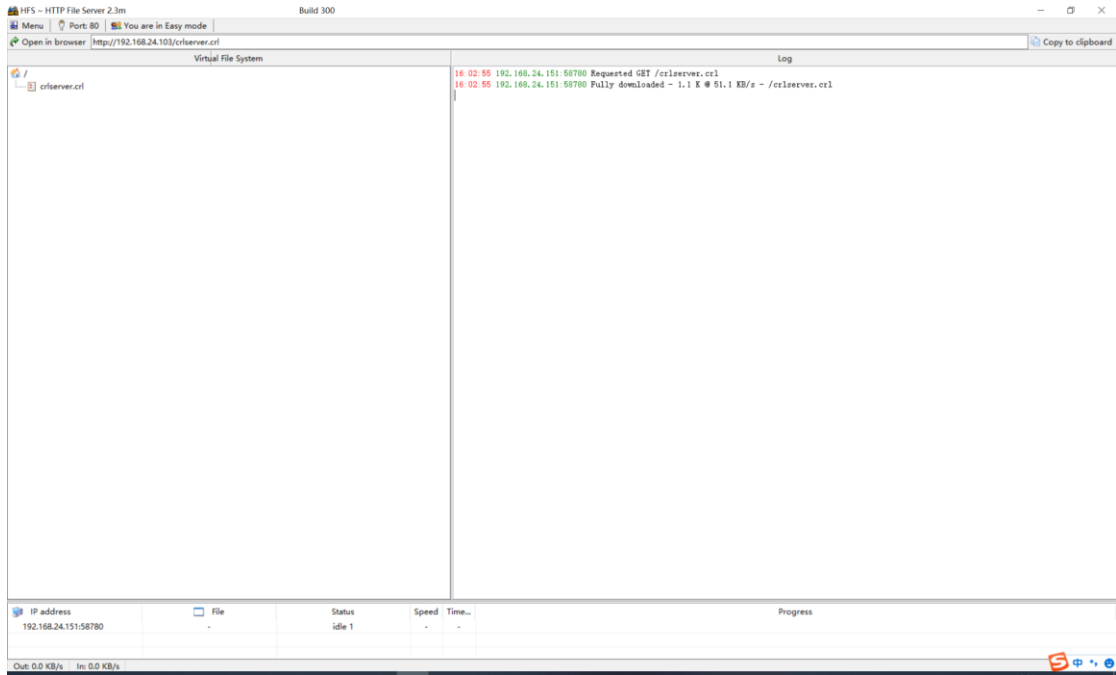 HFS ~ HTTP File Server 2.3m Build 300
Menu Port: 80 You are in Easy mode
Open in browser http://192.168.24.103/crlserver.crl Copy to clipboard
Virtual File System
/
crlserver.crl
Log
16:02:55 192.168.24.151:58780 Requested GET /crlserver.crl
16:02:55 192.168.24.151:58780 Fully downloaded - 1.1 K @ 51.1 KB/s - /crlserver.crl
IP address File Status Speed Time... Progress
192.168.24.151:58780 - idle 1 - -
Out: 0.0 KB/s In: 0.0 KB/s
S 中